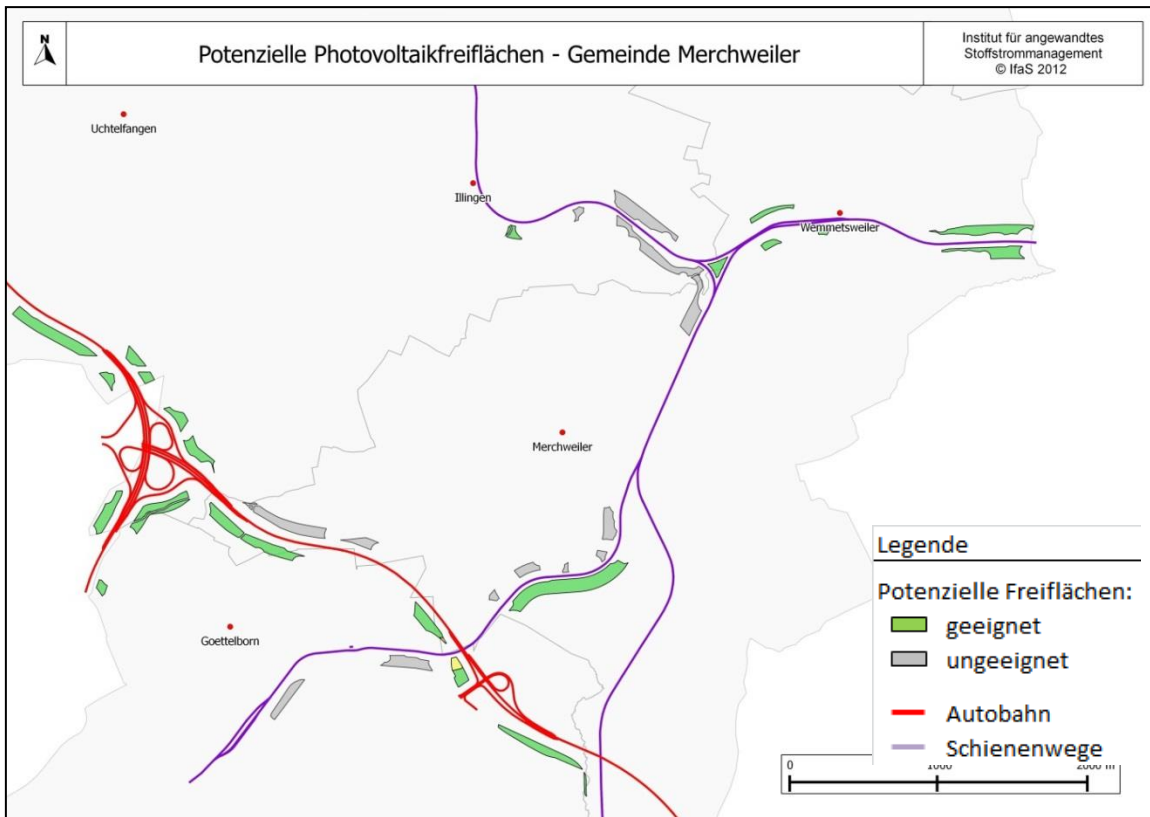 N
Potenzielle Photovoltaikfreiflächen - Gemeinde Merchweiler
Institut für angewandtes
Stoffstrommanagement
© IfaS 2012
Uchtelfangen
Illingen
Wemmetsweiler
Merchweiler
Goettelborn
Legende
Potenzielle Freiflächen:
geeignet
ungeeignet
Autobahn
Schienenwege
0 1000 2000 m